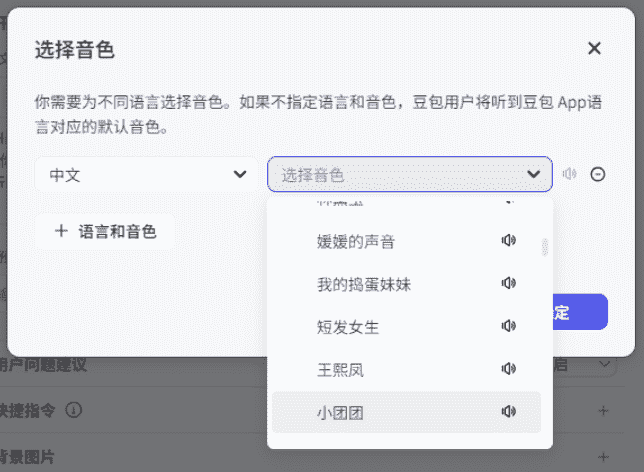 选择音色
你需要为不同语言选择音色。如果不指定语言和音色，豆包用户将听到豆包 App语
言对应的默认音色。
中文
选择音色
+ 语言和音色
媛媛的声音
我的捣蛋妹妹
短发女生
王熙凤
小团团
定
用户问题建议
启
快捷指令
背景图片